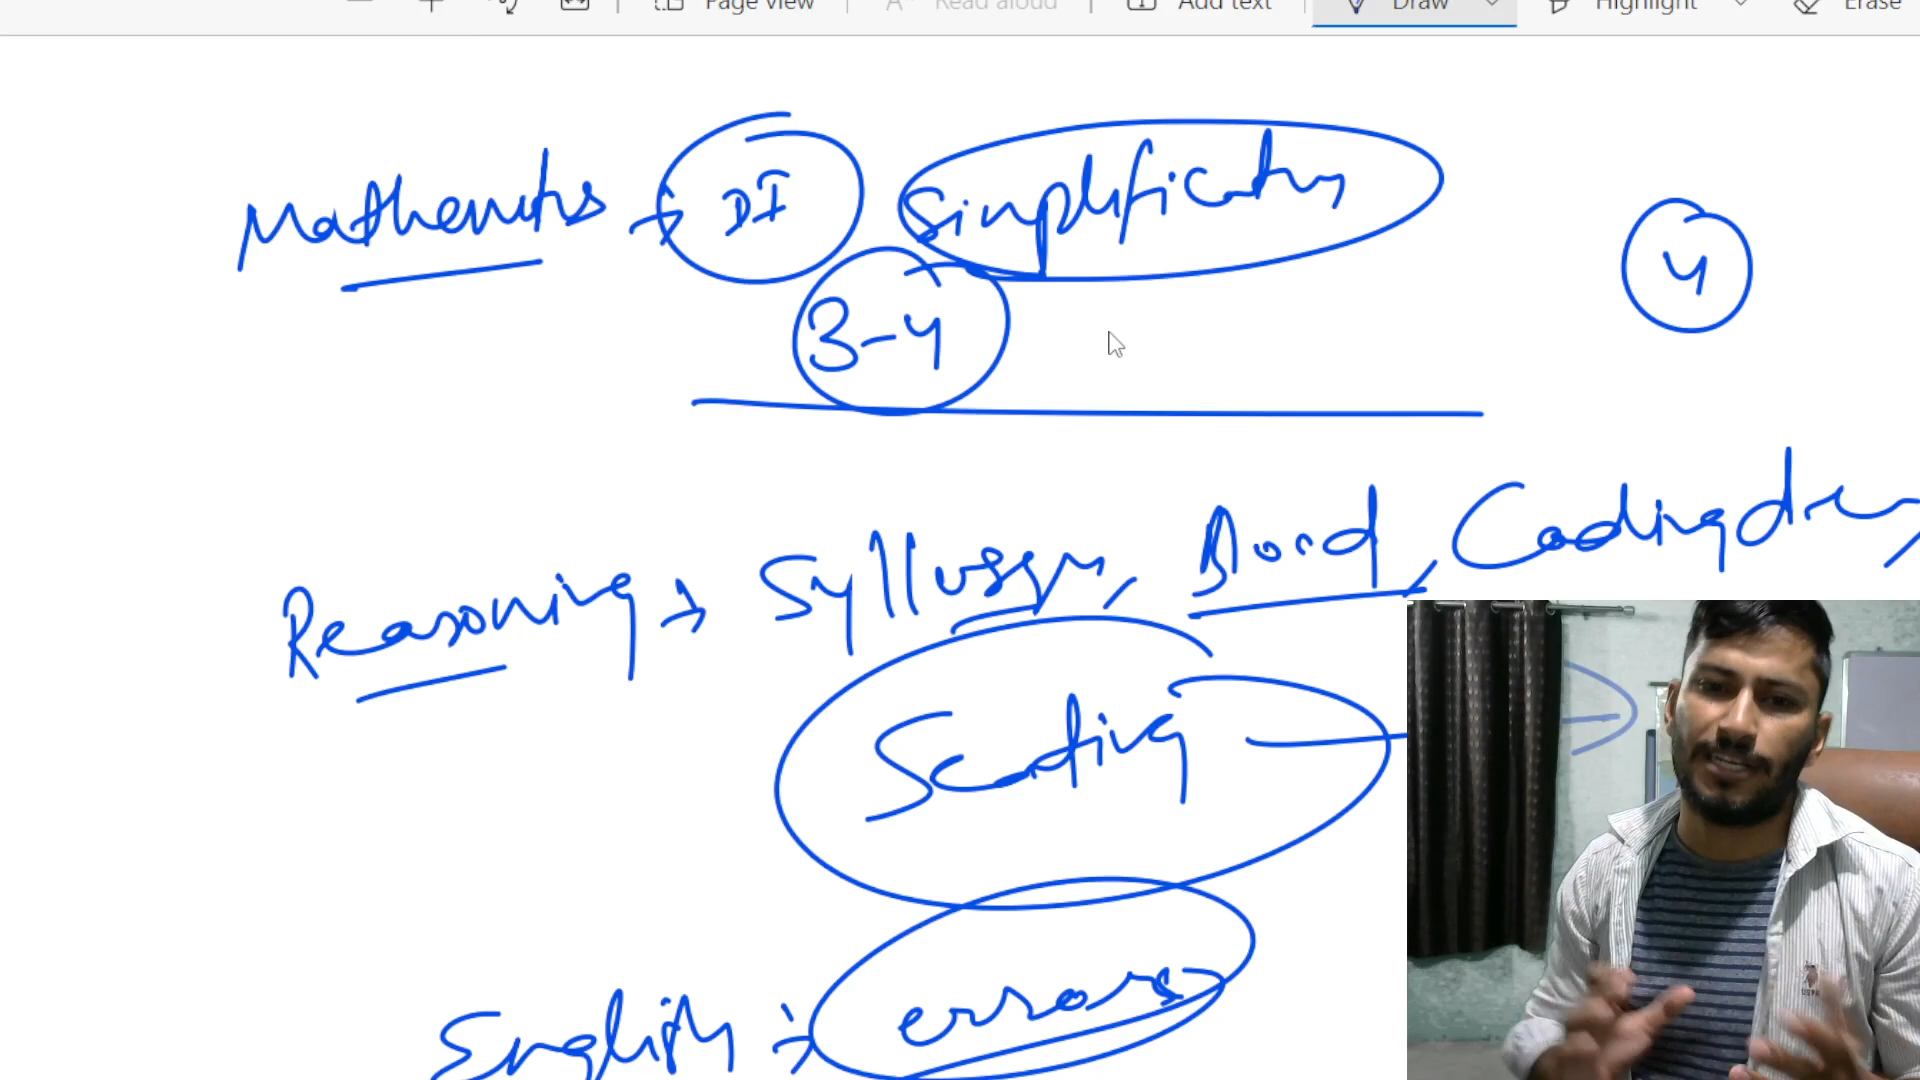 Page view Read aloud Add text Draw Highlight Erase
Mathematics → DI Simplification
4
3-4
Reasoning → Syllogism, Blood, Coding
Seating
English → errors